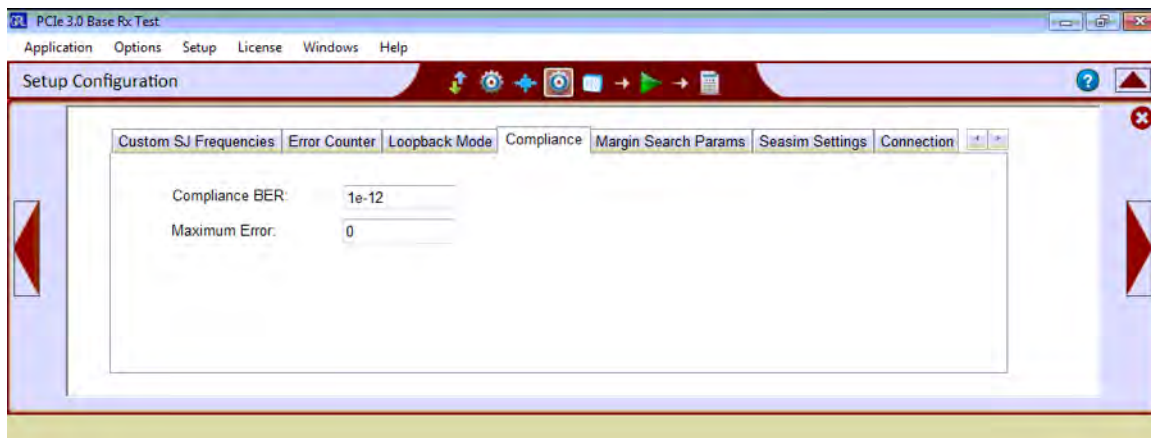 PCIe 3.0 Base Rx Test
Application Options Setup License Windows Help
Setup Configuration
Custom SJ Frequencies Error Counter Loopback Mode Compliance Margin Search Params Seasim Settings Connection
Compliance BER: 1e-12
Maximum Error: 0